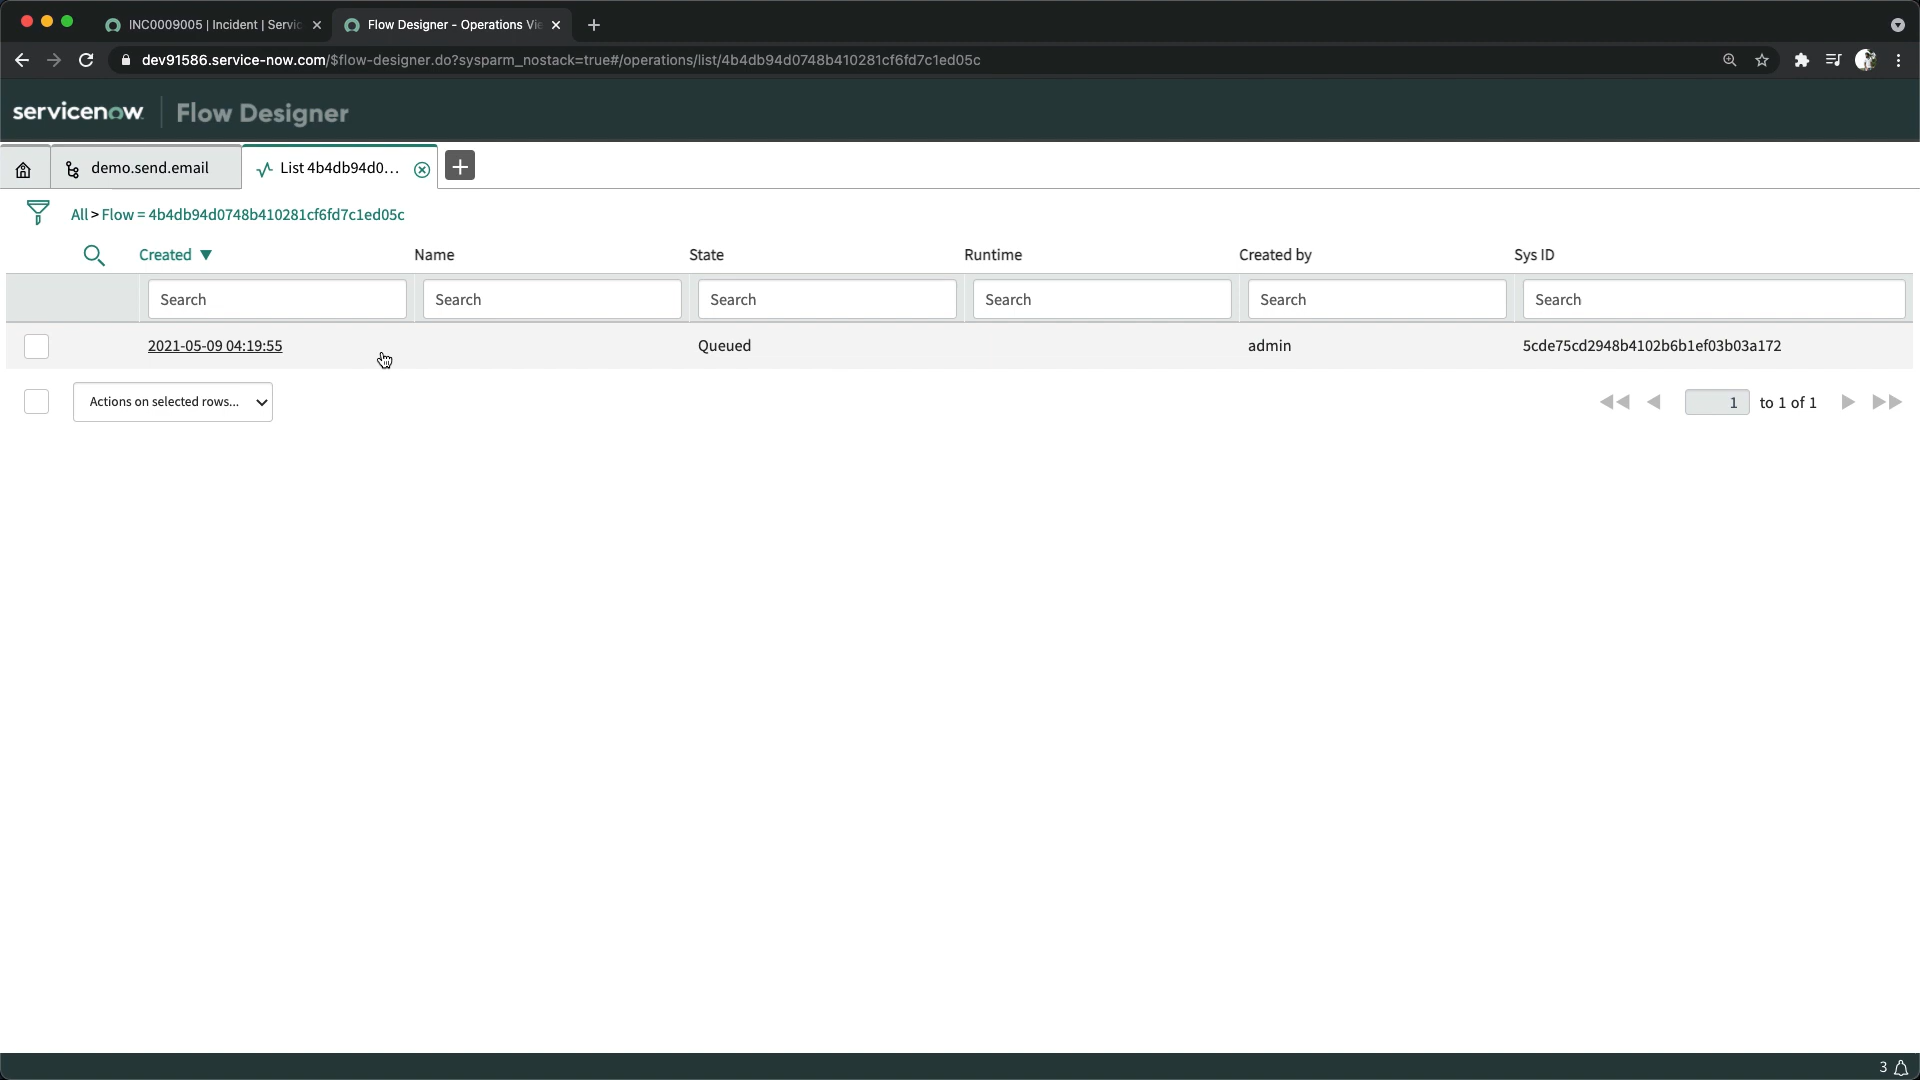 INC0009005 | Incident | Servic
Flow Designer - Operations Vie
dev91586.service-now.com/$flow-designer.do?sysparm_nostack=true#/operations/list/4b4db94d0748b410281cf6fd7c1ed05c
servicenow
Flow Designer
demo.send.email
List 4b4db94d0...
All > Flow = 4b4db94d0748b410281cf6fd7c1ed05c
Created ▼ Name State Runtime Created by Sys ID
Search Search Search Search Search Search
2021-05-09 04:19:55 Queued admin 5cde75cd2948b4102b6b1ef03b03a172
Actions on selected rows...
1 to 1 of 1
3